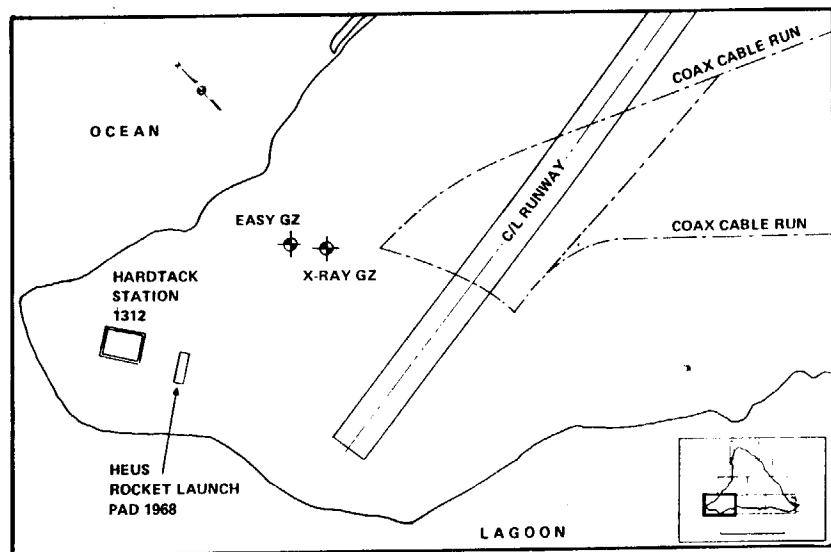 COAX CABLE RUN
OCEAN
C/L RUNWAY
EASY GZ
COAX CABLE RUN
X-RAY GZ
HARDTACK
STATION
1312
HEUS
ROCKET LAUNCH
PAD 1968
LAGOON